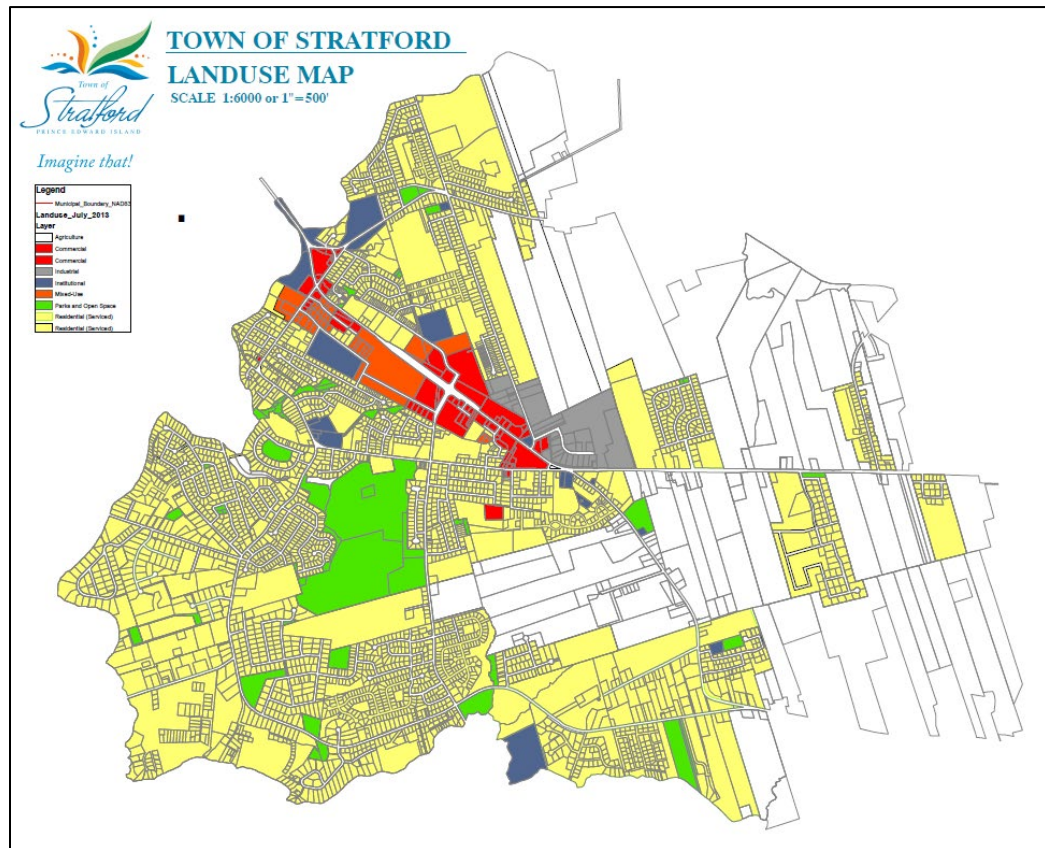 TOWN OF STRATFORD
LANDUSE MAP
SCALE 1:6000 or 1"=500'
Town of
Stratford
PRINCE EDWARD ISLAND
Imagine that!
Legend
Municipal_Boundery_NAD83
Landuse_July_2013
Layer
Agriculture
Commercial
Commercial
Industrial
Institutional
Mixed-Use
Parks and Open Space
Residential (Serviced)
Residential (Serviced)